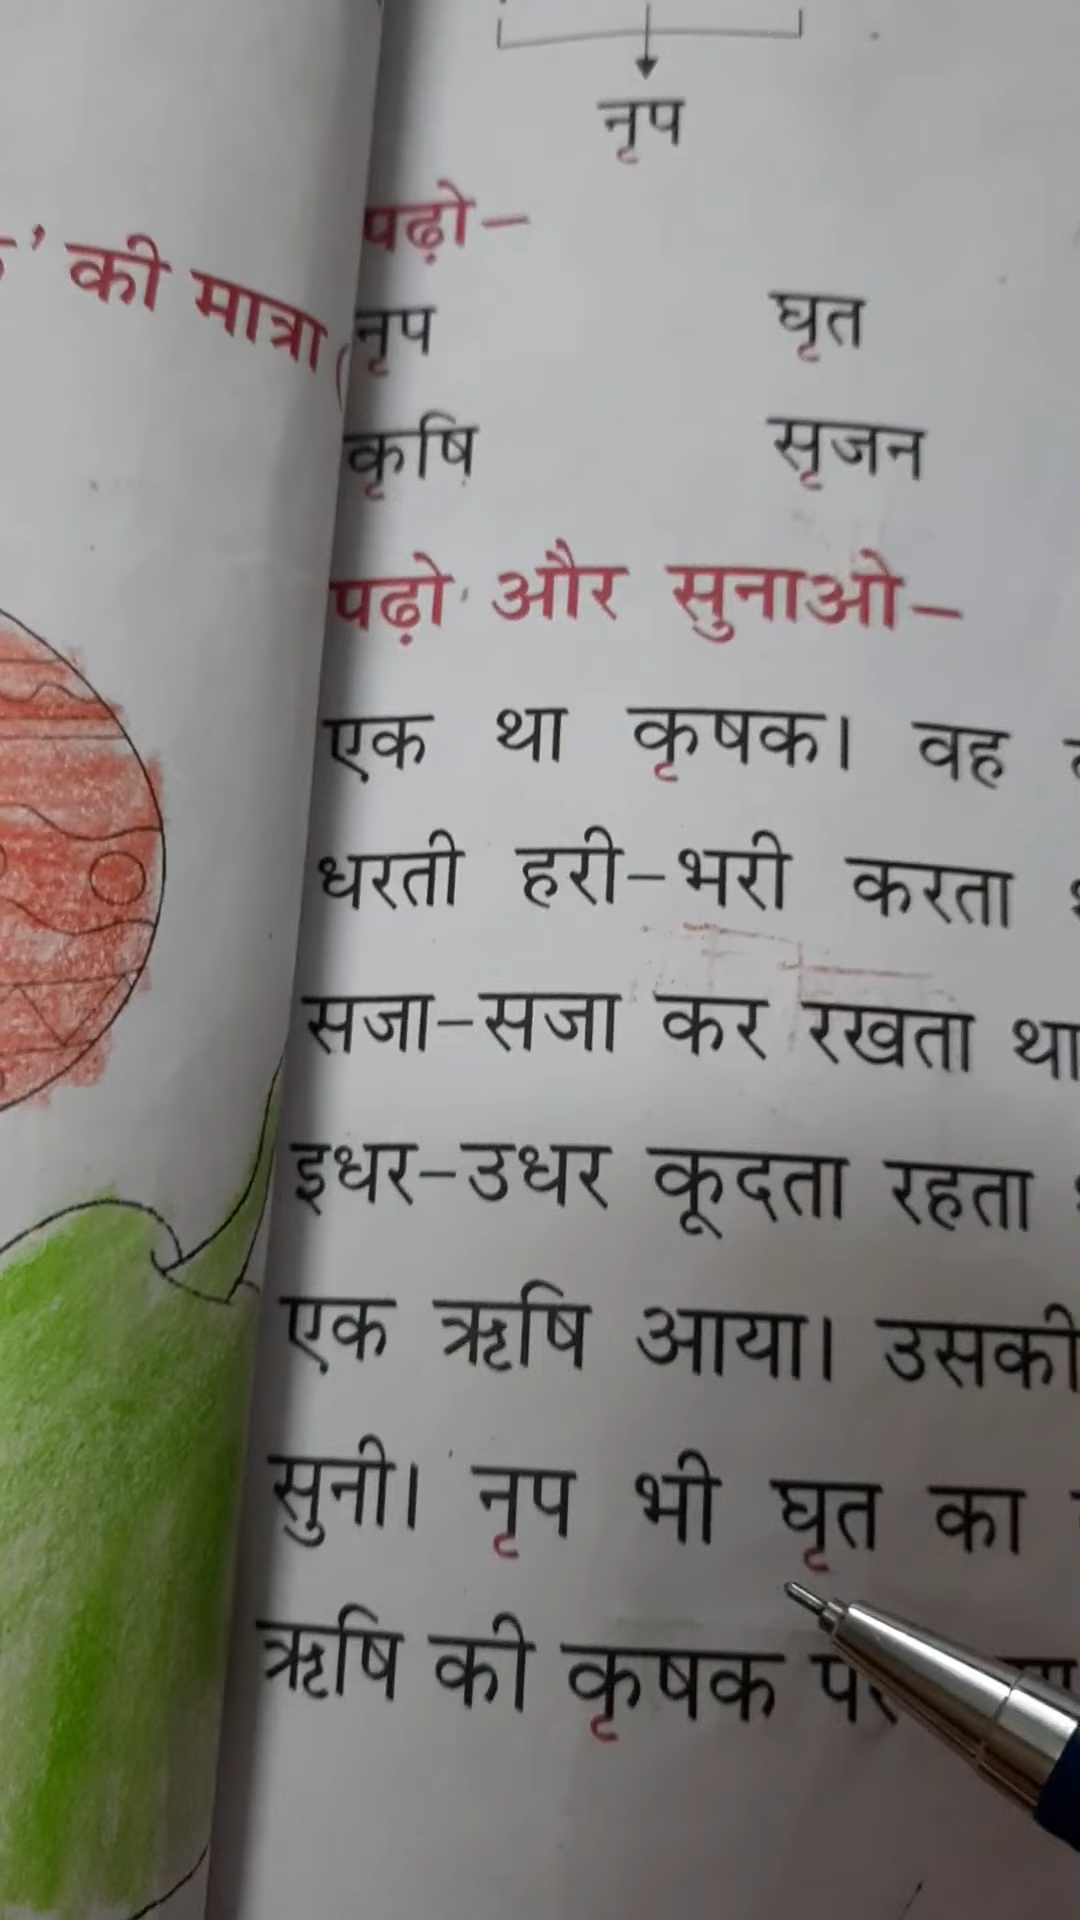 नृप
की मात्रा
पढ़ो–
नृप घृत
कृषि सृजन
पढ़ो और सुनाओ–
एक था कृषक। वह
धरती हरी–भरी करता
सजा–सजा कर रखता था
इधर–उधर कूदता रहता
एक ऋषि आया। उसकी
सुनी। नृप भी घृत का
ऋषि की कृषक पर